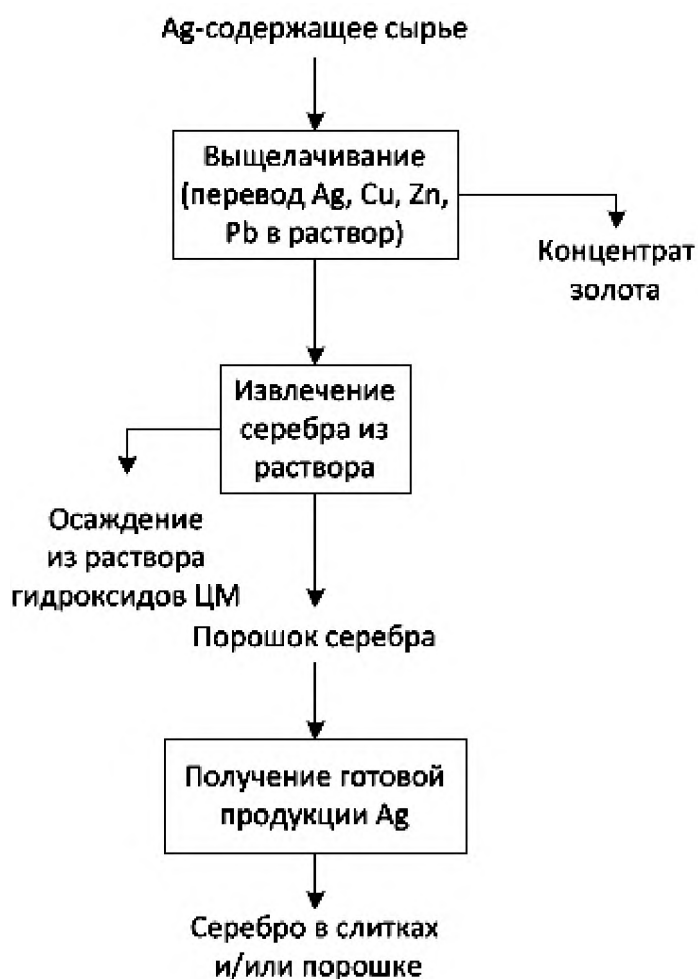 Ag-содержащее сырье
Выщелачивание
(перевод Ag, Cu, Zn,
Pb в раствор)
Концентрат
золота
Извлечение
серебра из
раствора
Осаждение
из раствора
гидроксидов ЦМ
Порошок серебра
Получение готовой
продукции Ag
Серебро в слитках
и/или порошке